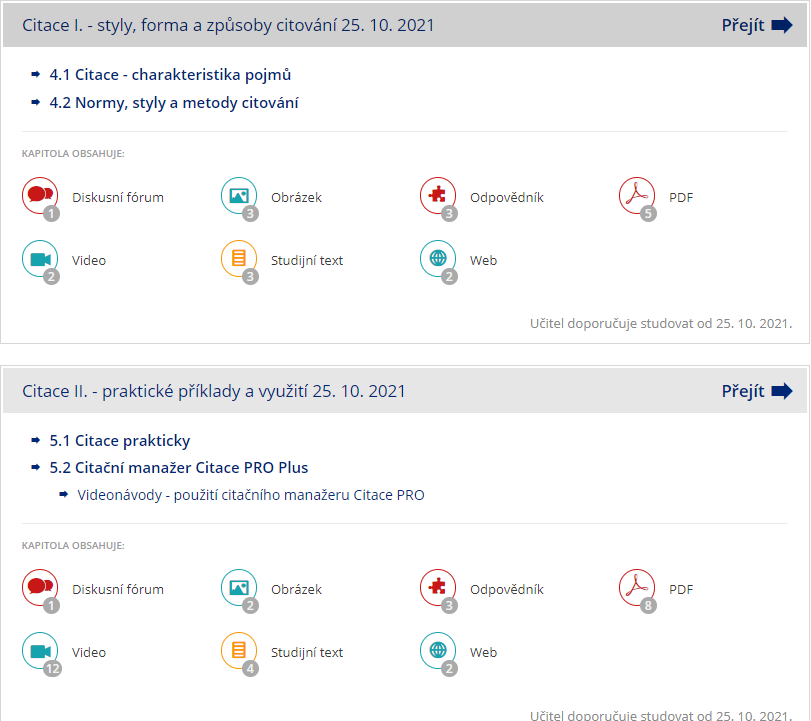 Citace I. - styly, forma a způsoby citování 25. 10. 2021 Přejít
4.1 Citace - charakteristika pojmů
4.2 Normy, styly a metody citování
KAPITOLA OBSAHUJE:
Diskusní fórum 1 Obrázek 3 Odpovědník 3 PDF 5
Video 2 Studijní text 3 Web 2
Učitel doporučuje studovat od 25. 10. 2021.
Citace II. - praktické příklady a využití 25. 10. 2021 Přejít
5.1 Citace prakticky
5.2 Citační manažer Citace PRO Plus
Videonávody - použití citačního manažeru Citace PRO
KAPITOLA OBSAHUJE:
Diskusní fórum 1 Obrázek 2 Odpovědník 3 PDF 8
Video 12 Studijní text 4 Web 2
Učitel doporučuje studovat od 25. 10. 2021.